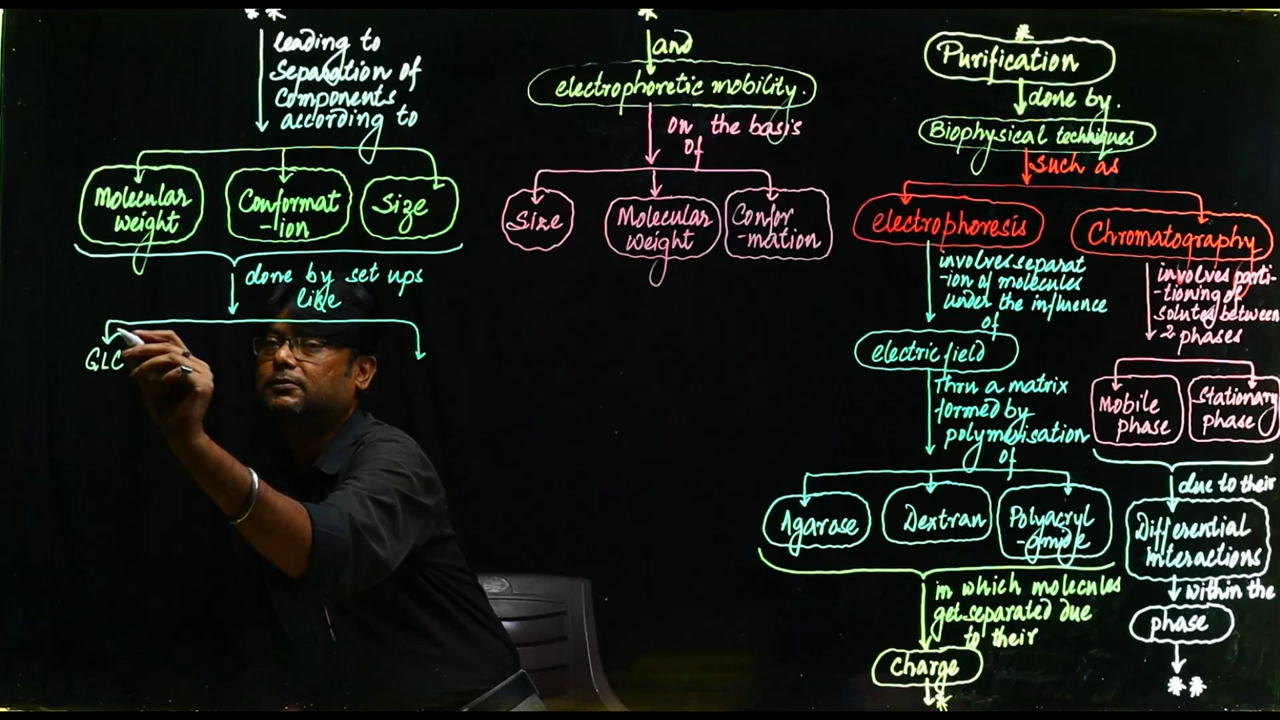 **
leading to
separation of
components
according to
Molecular
weight
Conformat
-ion
Size
done by set ups
like
GLC
*
and
electrophoretic mobility.
on the basis
of
Size
Molecular
weight
Confor
-mation
*
Purification
done by.
Biophysical techniques
such as
electrophoresis
involves separat
-ion of molecules
under the influence
of
electric field
Thru a matrix
formed by
polymerisation
of
Agarose
Dextran
Polyacryl
-amide
in which molecules
get separated due
to their
charge
*
Chromatography
involves parti-
-tioning of
solutes between
2 phases
Mobile
phase
Stationary
phase
due to their
Differential
interactions
within the
phase
**